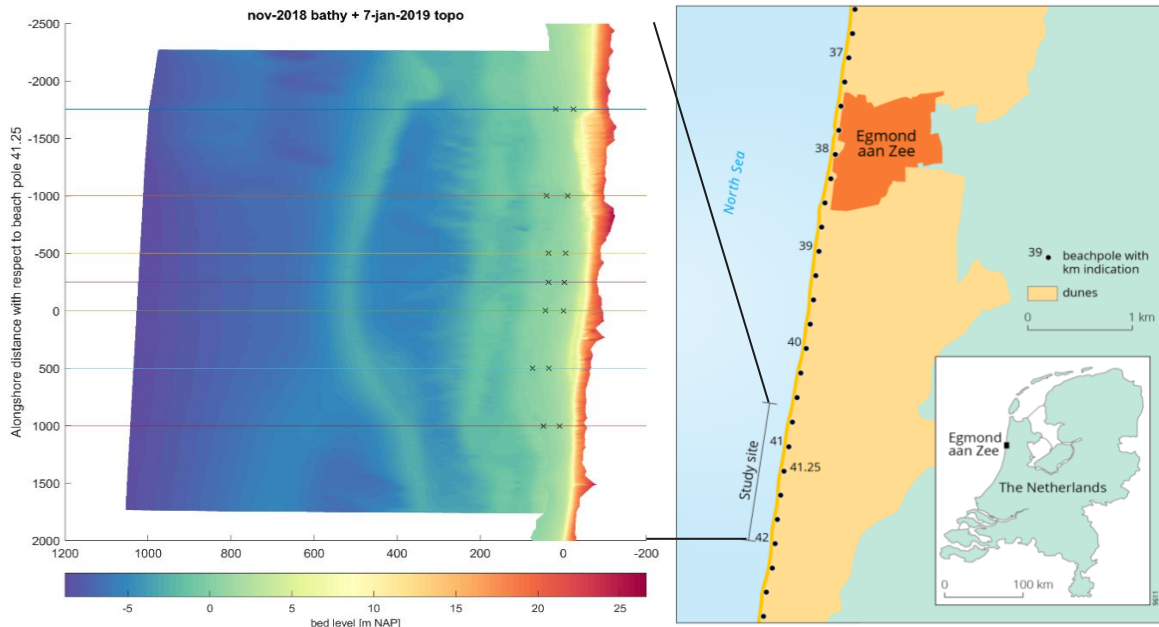 nov-2018 bathy + 7-jan-2019 topo
Alongshore distance with respect to beach pole 41.25
-2500
-2000
-1500
-1000
-500
0
500
1000
1500
2000
1200
1000
800
600
400
200
0
-200
-5
0
5
10
15
20
25
bed level [m NAP]
37
Egmond
aan Zee
38
North Sea
39
39
beachpole with
km indication
dunes
0
1 km
40
41
41.25
Study site
42
Egmond
aan Zee
The Netherlands
0
100 km
9611